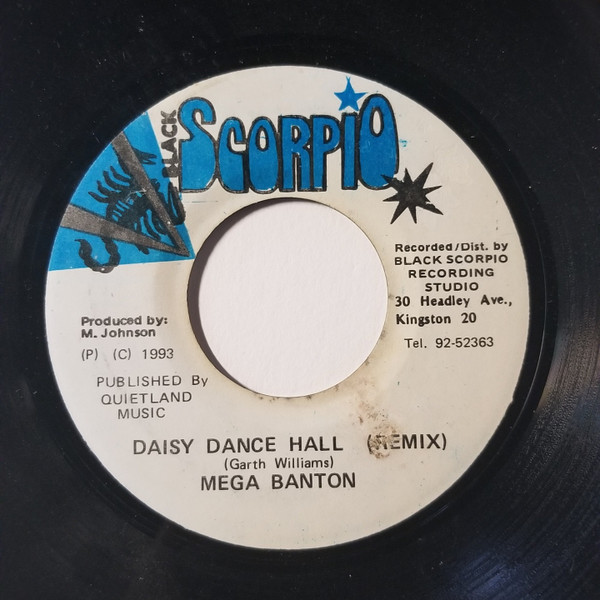 BLACK
SCORPIO
Recorded/Dist. by
BLACK SCORPIO
RECORDING
STUDIO
30 Headley Ave.,
Kingston 20
Tel. 92-52363
Produced by:
M. Johnson
(P) (C) 1993
PUBLISHED By
QUIETLAND
MUSIC
DAISY DANCE HALL (REMIX)
(Garth Williams)
MEGA BANTON